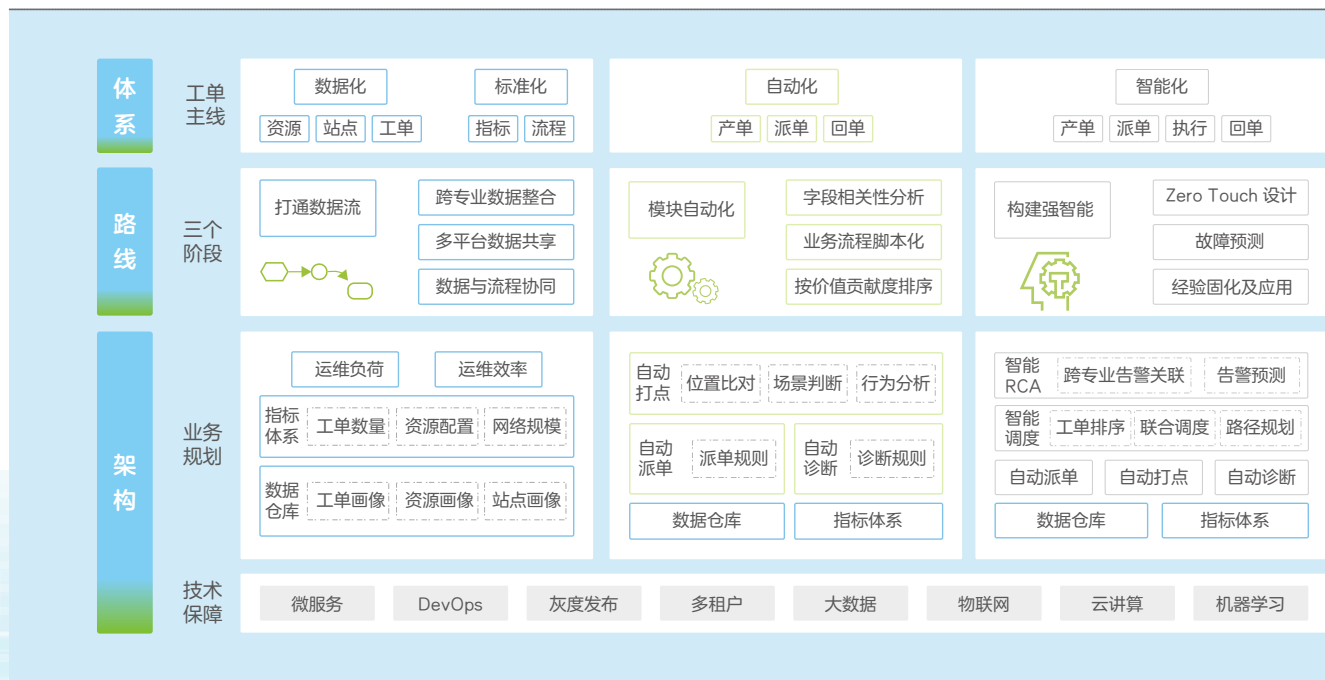 体系
工单主线
数据化
资源 站点 工单
标准化
指标 流程
自动化
产单 派单 回单
智能化
产单 派单 执行 回单
路线
三个阶段
打通数据流
跨专业数据整合
多平台数据共享
数据与流程协同
模块自动化
字段相关性分析
业务流程脚本化
按价值贡献度排序
构建强智能
Zero Touch 设计
故障预测
经验固化及应用
架构
业务规划
运维负荷 运维效率
指标体系 工单数量 资源配置 网络规模
数据仓库 工单画像 资源画像 站点画像
自动打点 位置比对 场景判断 行为分析
自动派单 派单规则
自动诊断 诊断规则
数据仓库 指标体系
智能RCA 跨专业告警关联 告警预测
智能调度 工单排序 联合调度 路径规划
自动派单 自动打点 自动诊断
数据仓库 指标体系
技术保障
微服务 DevOps 灰度发布 多租户 大数据 物联网 云讲算 机器学习